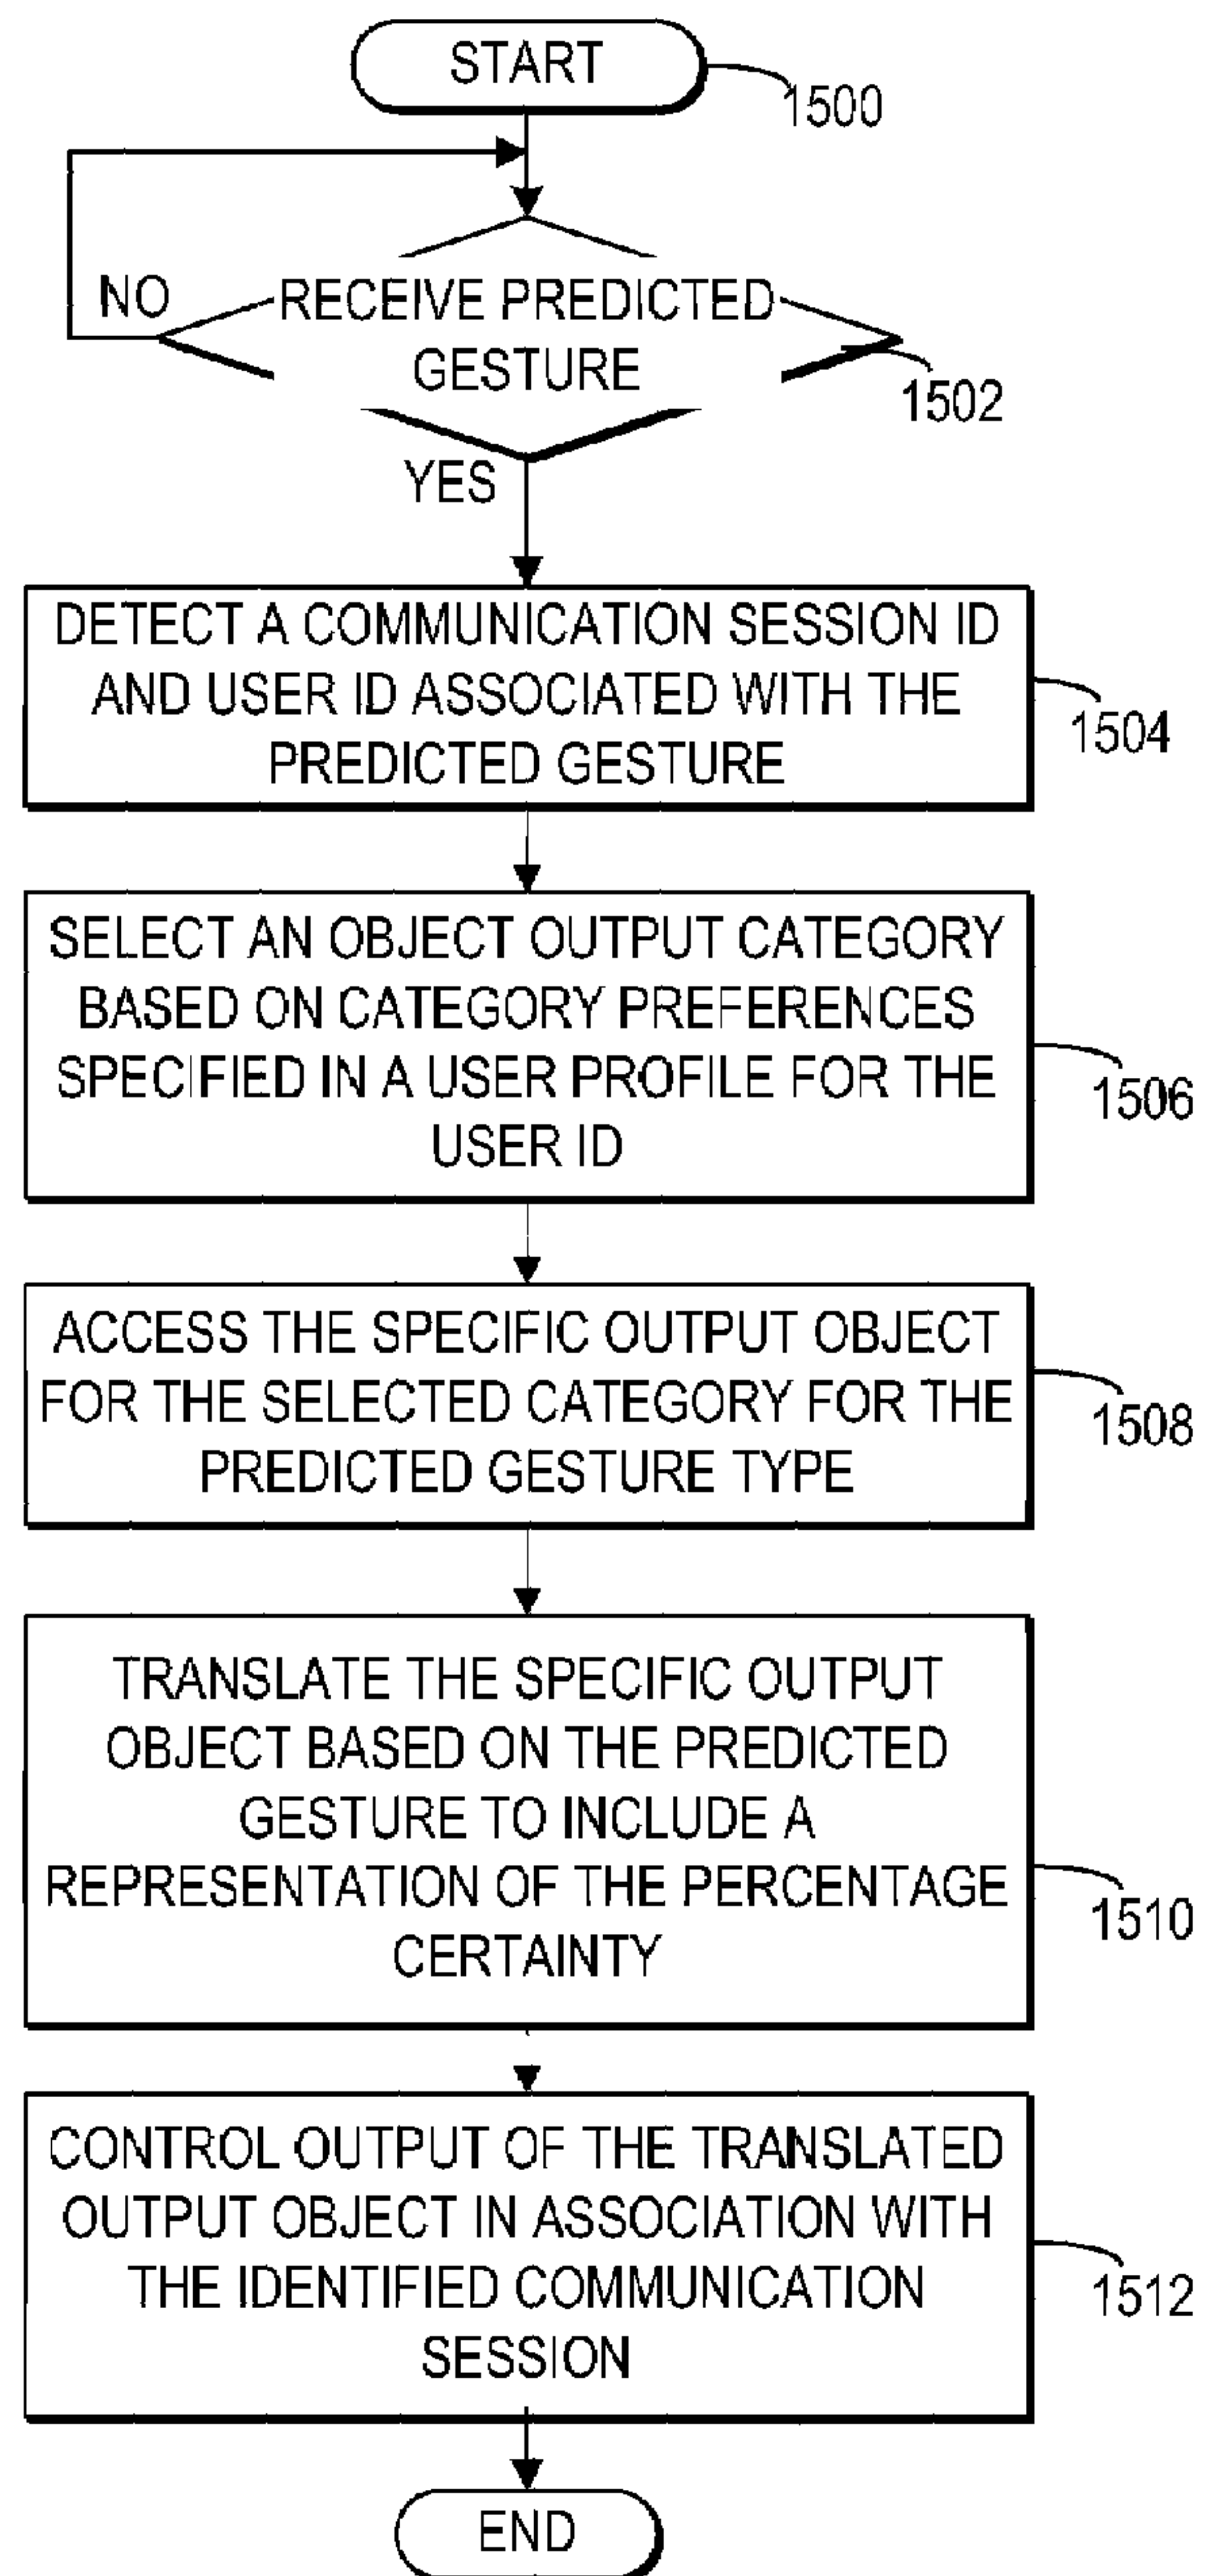 START
1500
NO
RECEIVE PREDICTED
GESTURE
1502
YES
DETECT A COMMUNICATION SESSION ID
AND USER ID ASSOCIATED WITH THE
PREDICTED GESTURE
1504
SELECT AN OBJECT OUTPUT CATEGORY
BASED ON CATEGORY PREFERENCES
SPECIFIED IN A USER PROFILE FOR THE
USER ID
1506
ACCESS THE SPECIFIC OUTPUT OBJECT
FOR THE SELECTED CATEGORY FOR THE
PREDICTED GESTURE TYPE
1508
TRANSLATE THE SPECIFIC OUTPUT
OBJECT BASED ON THE PREDICTED
GESTURE TO INCLUDE A
REPRESENTATION OF THE PERCENTAGE
CERTAINTY
1510
CONTROL OUTPUT OF THE TRANSLATED
OUTPUT OBJECT IN ASSOCIATION WITH
THE IDENTIFIED COMMUNICATION
SESSION
1512
END